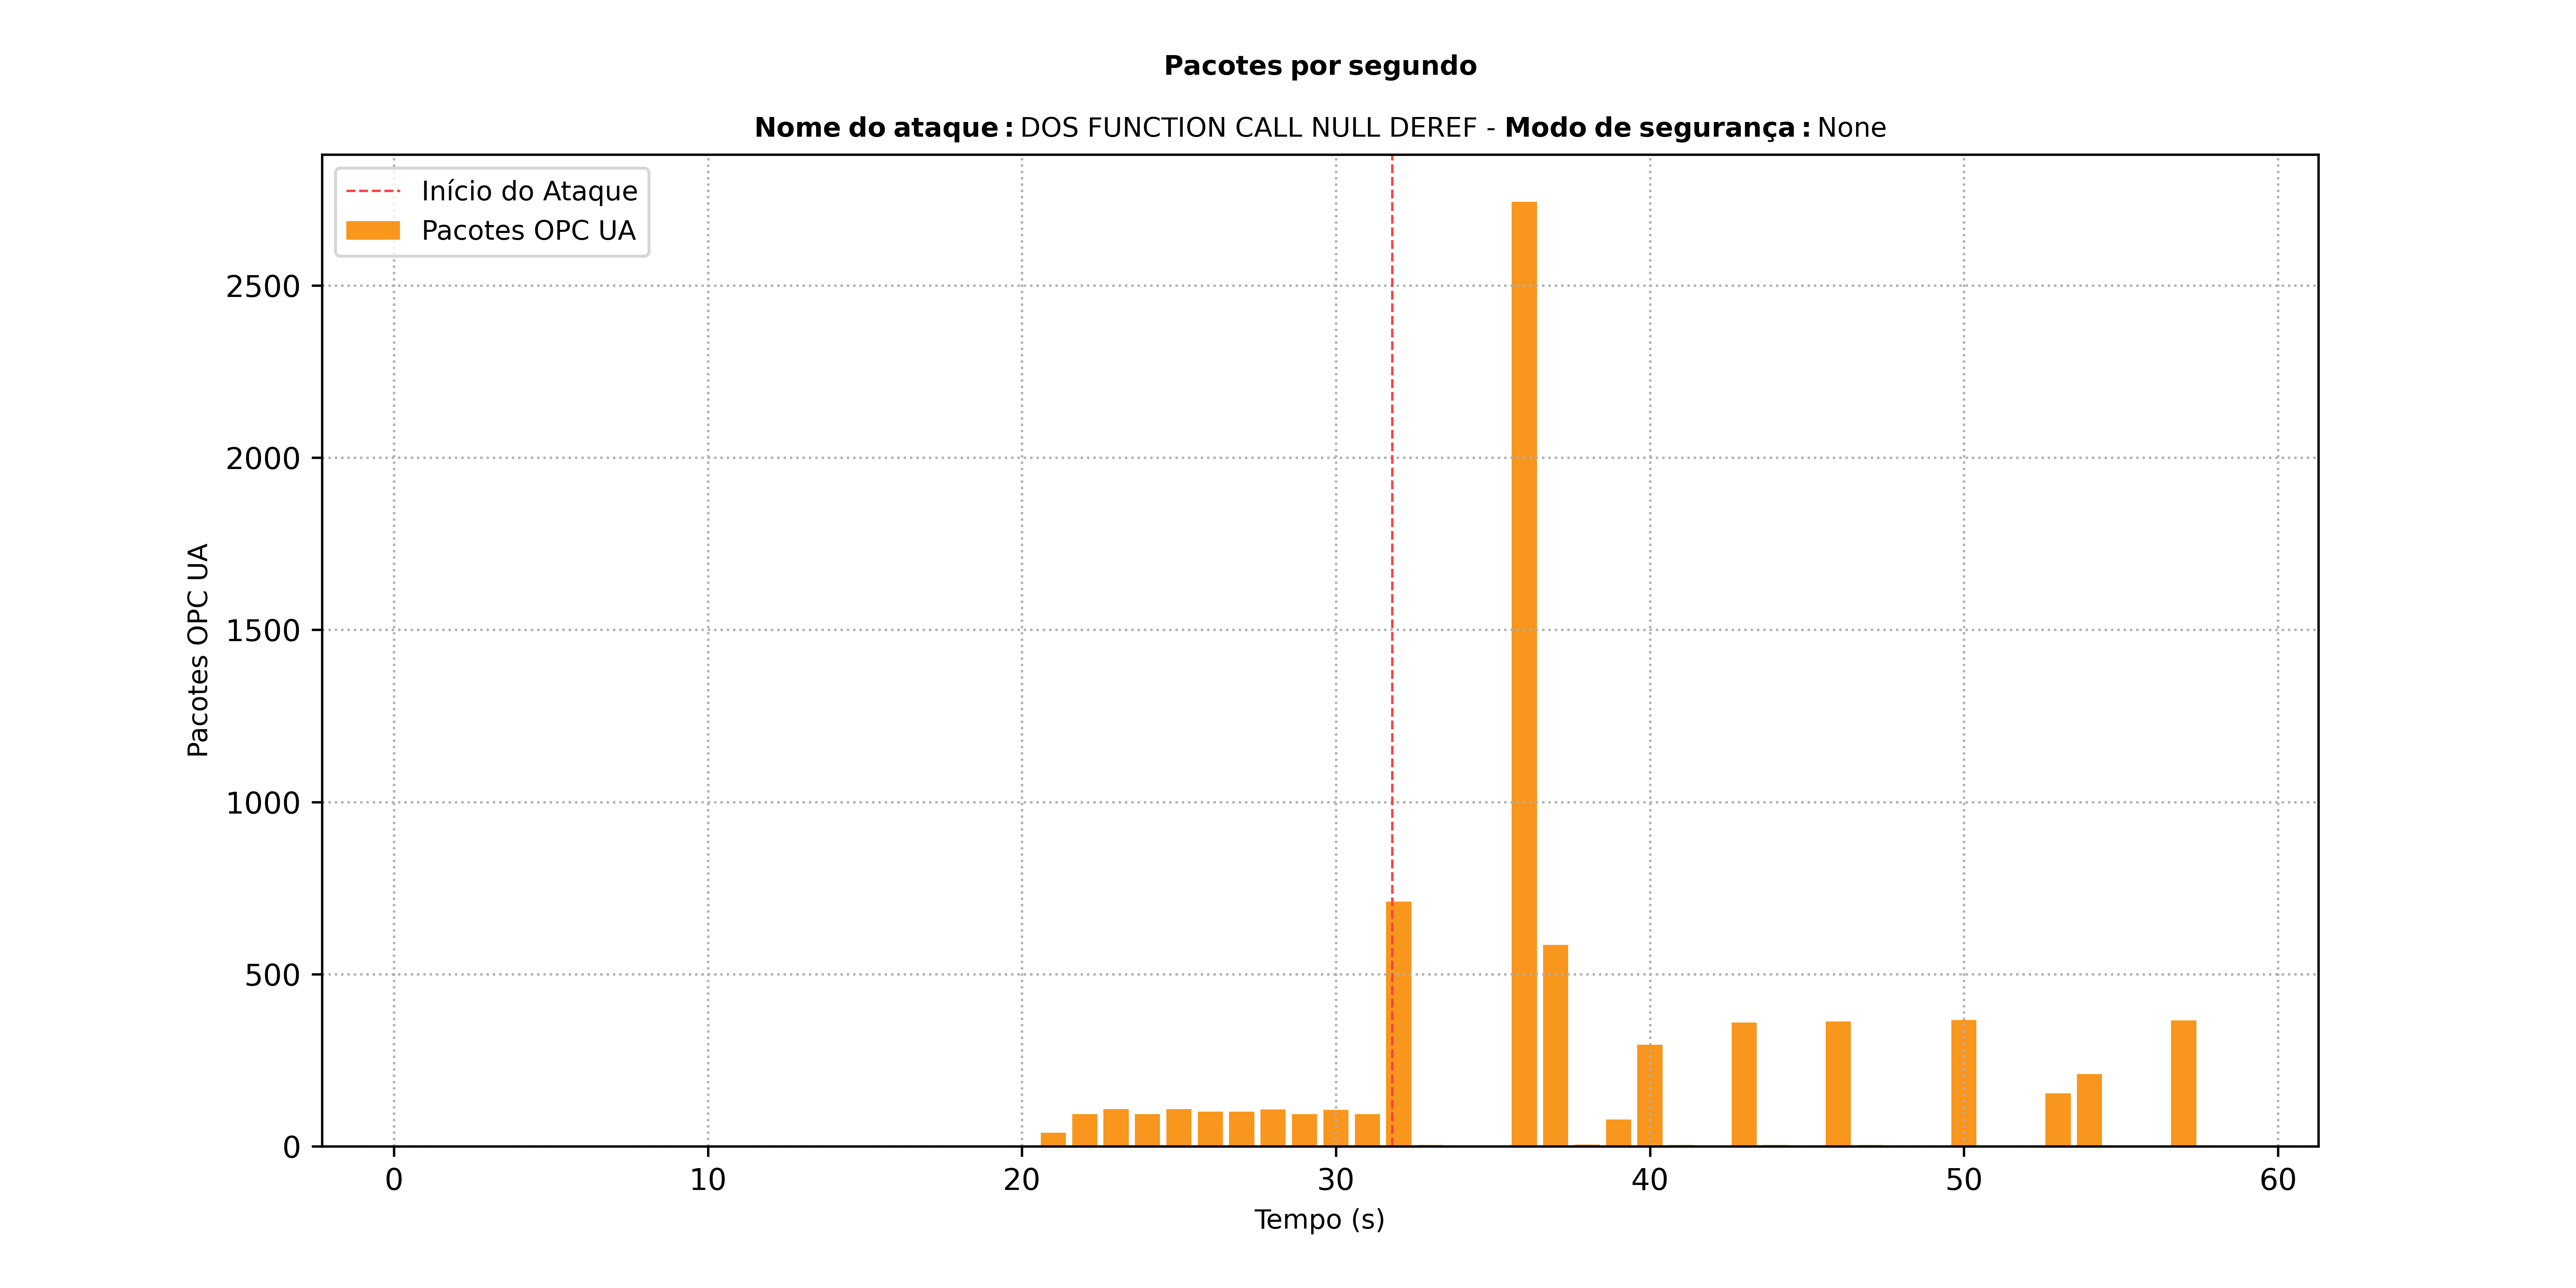 Pacotes por segundo
Nome do ataque: DOS FUNCTION CALL NULL DEREF - Modo de segurança: None
Início do Ataque
Pacotes OPC UA
2500
2000
1500
1000
500
0
Pacotes OPC UA
0 10 20 30 40 50 60
Tempo (s)